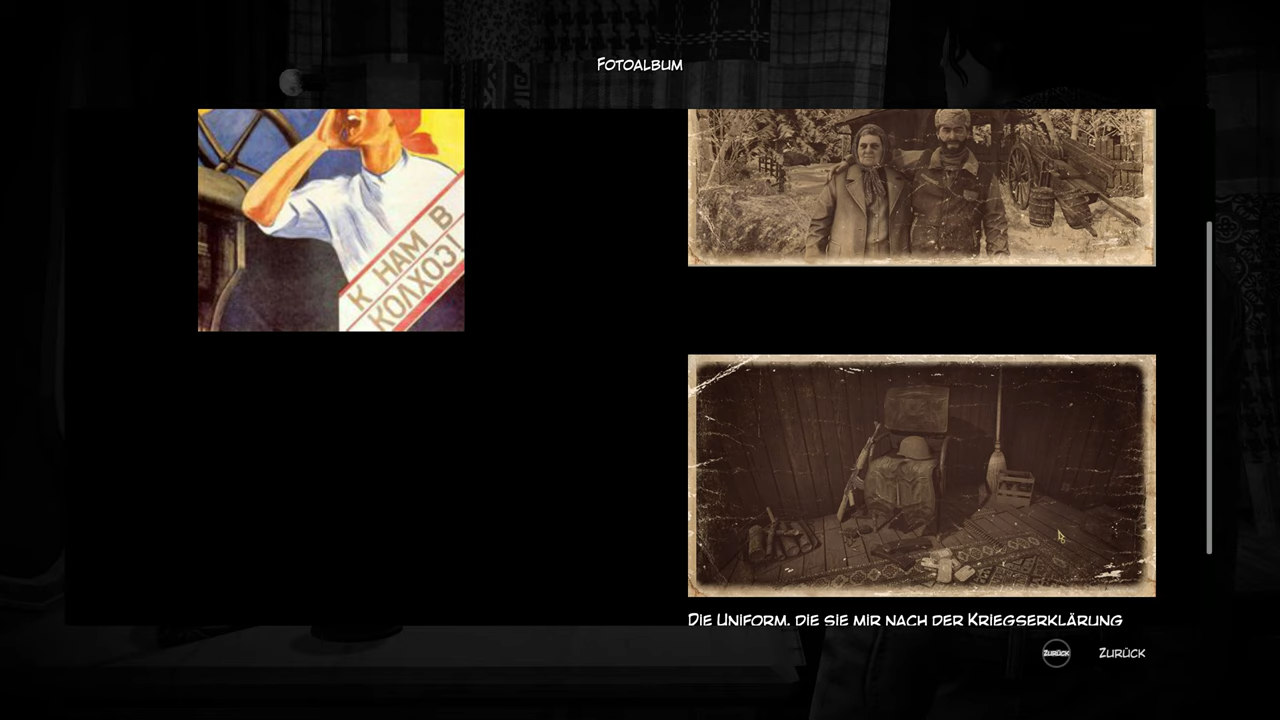 Fotoalbum
К НАМ В
КОЛХОЗ!
Die Uniform, die sie mir nach der Kriegserklärung
Zurück
Zurück